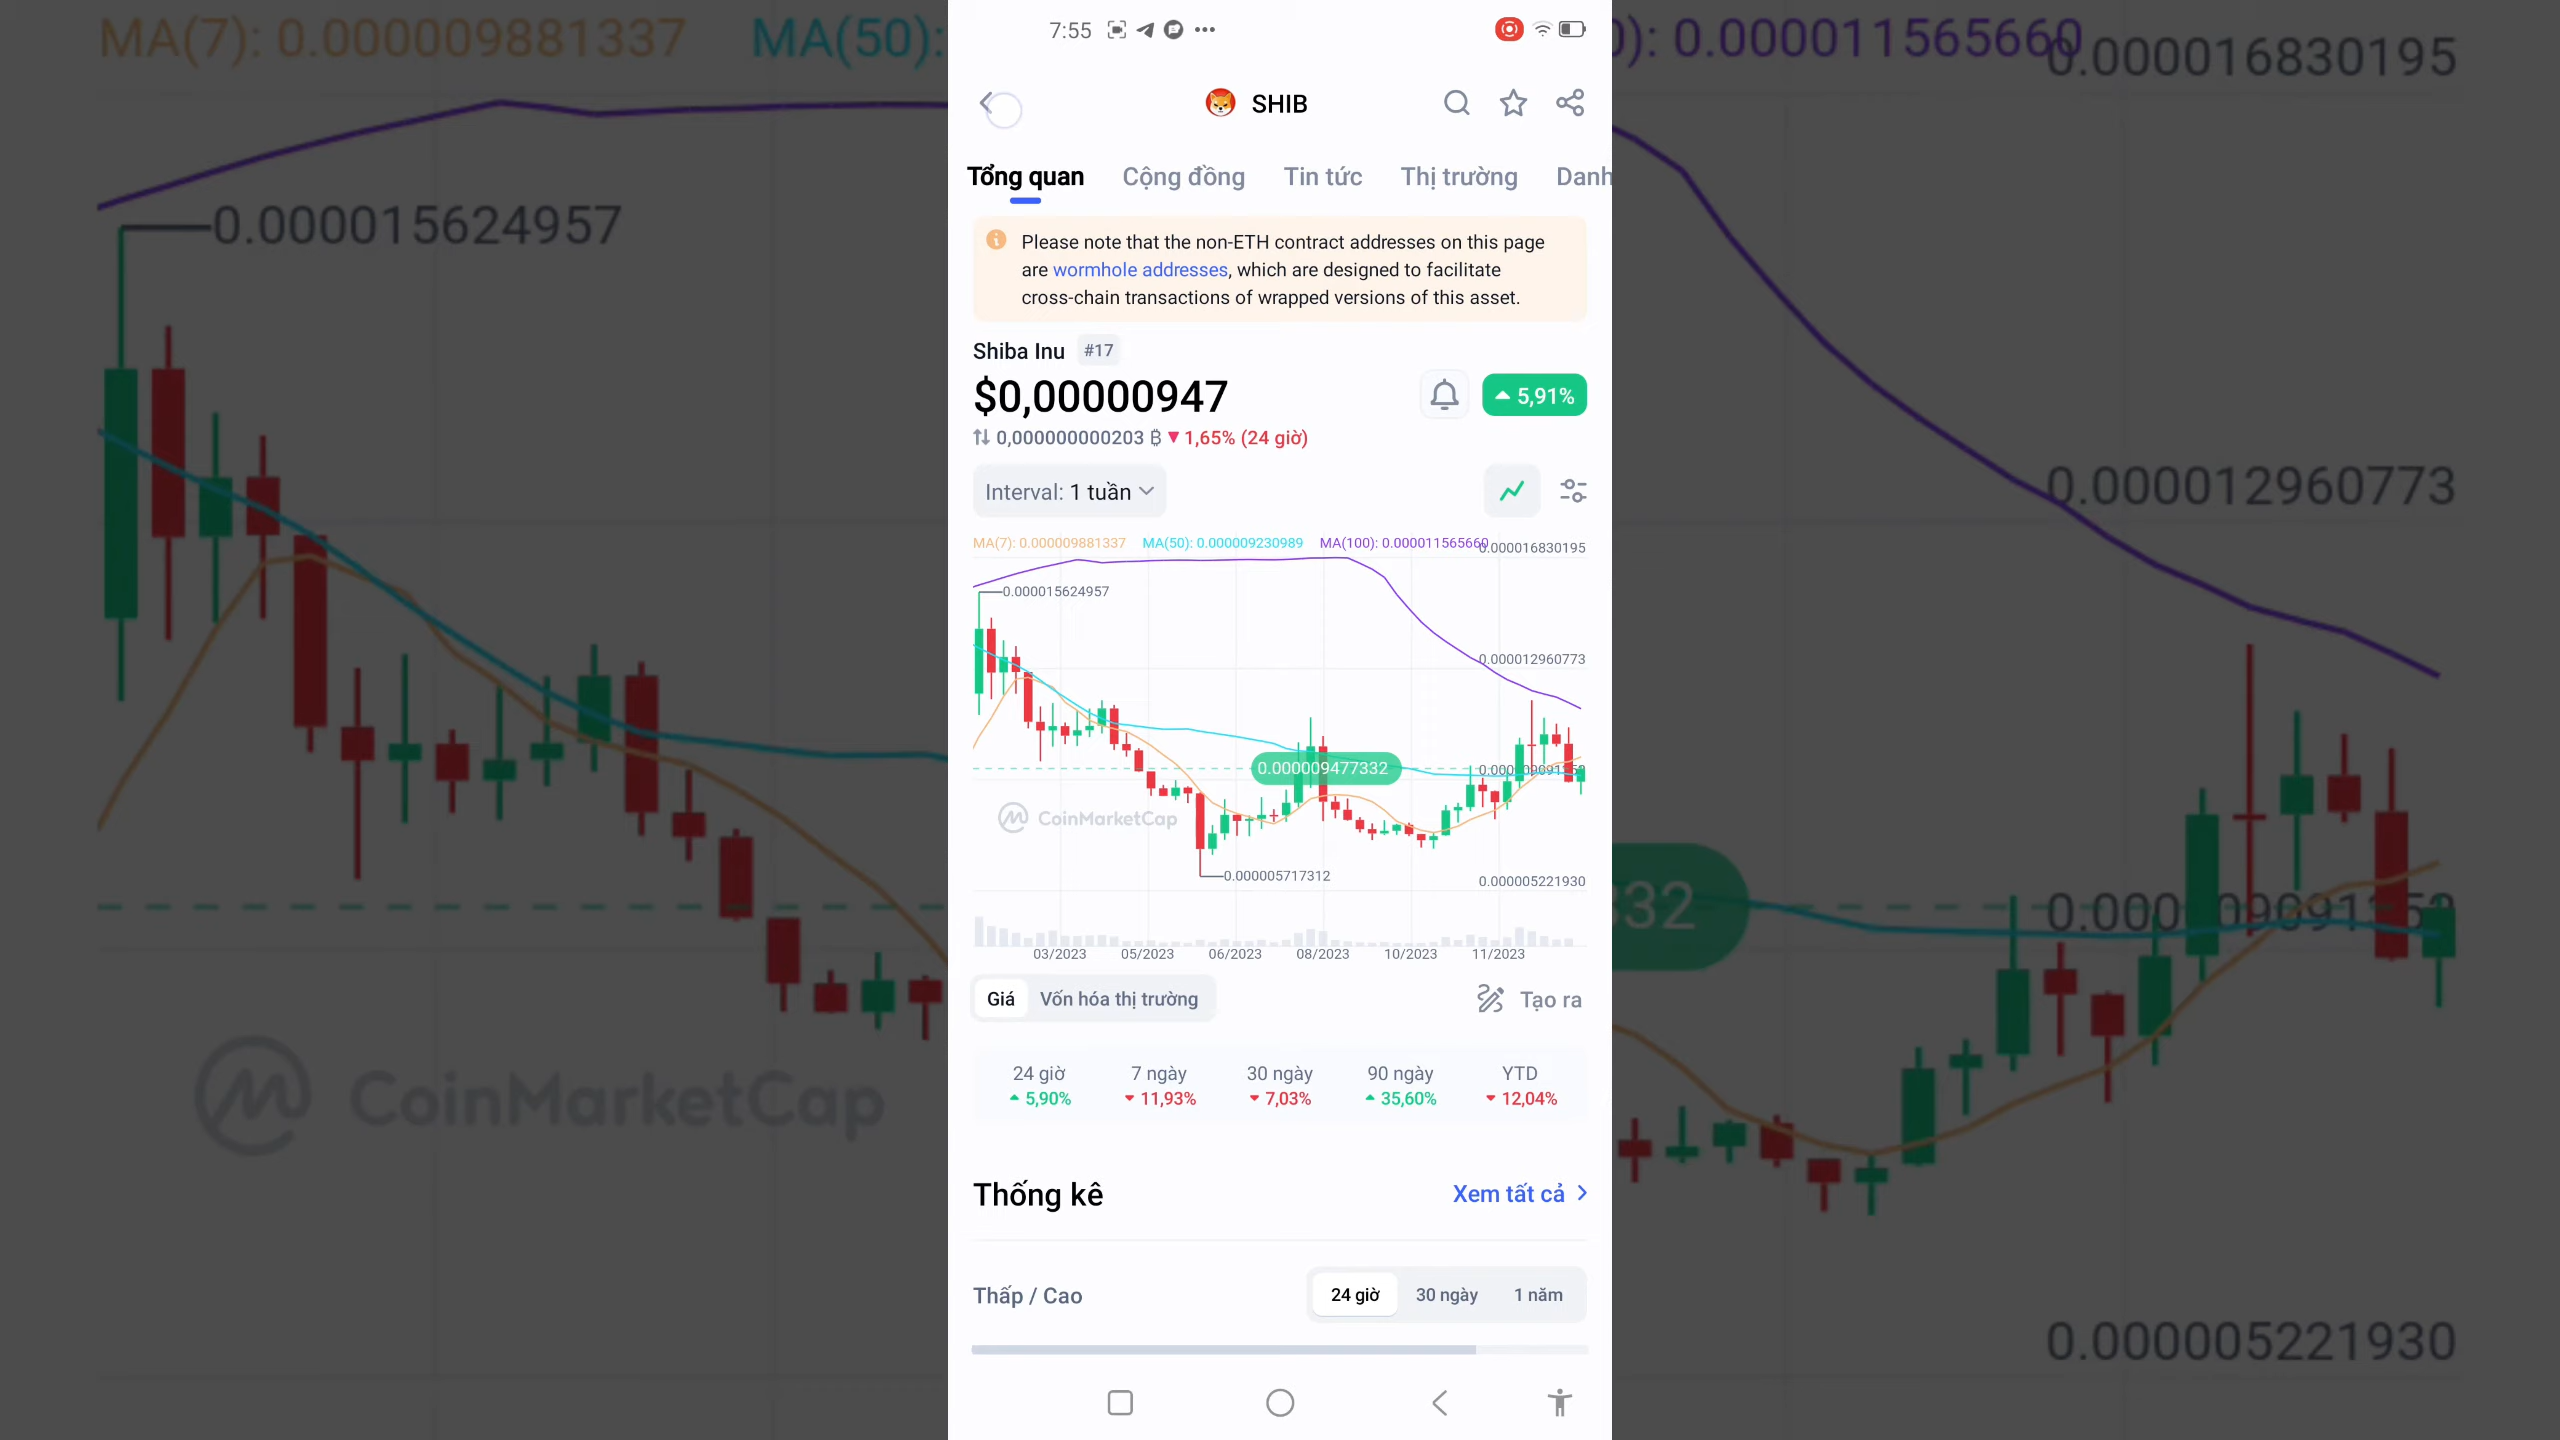 MA(7): 0.000009881337 MA(50):
0): 0.000011565660
0.000016830195
0.000015624957
0.000012960773
332
CoinMarketCap
0.000005221930
7:55
SHIB
Tổng quan Cộng đồng Tin tức Thị trường Danh
Please note that the non-ETH contract addresses on this page
are wormhole addresses, which are designed to facilitate
cross-chain transactions of wrapped versions of this asset.
Shiba Inu #17
$0,00000947
5,91%
0,000000000203 ₿ 1,65% (24 giờ)
Interval: 1 tuần
MA(7): 0.000009881337 MA(50): 0.000009230989 MA(100): 0.000011565660
0.000016830195
0.000015624957
0.000012960773
0.000009477332
CoinMarketCap
0.000005717312
0.000005221930
03/2023 05/2023 06/2023 08/2023 10/2023 11/2023
Giá Vốn hóa thị trường Tạo ra
24 giờ 7 ngày 30 ngày 90 ngày YTD
5,90% 11,93% 7,03% 35,60% 12,04%
Thống kê Xem tất cả
Thấp / Cao 24 giờ 30 ngày 1 năm